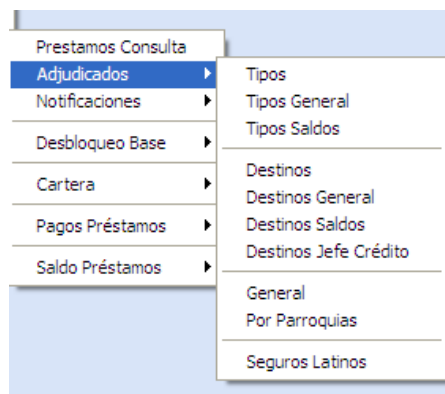 Prestamos Consulta
Adjudicados
Notificaciones
Desbloqueo Base
Cartera
Pagos Préstamos
Saldo Préstamos
Tipos
Tipos General
Tipos Saldos
Destinos
Destinos General
Destinos Saldos
Destinos Jefe Crédito
General
Por Parroquias
Seguros Latinos